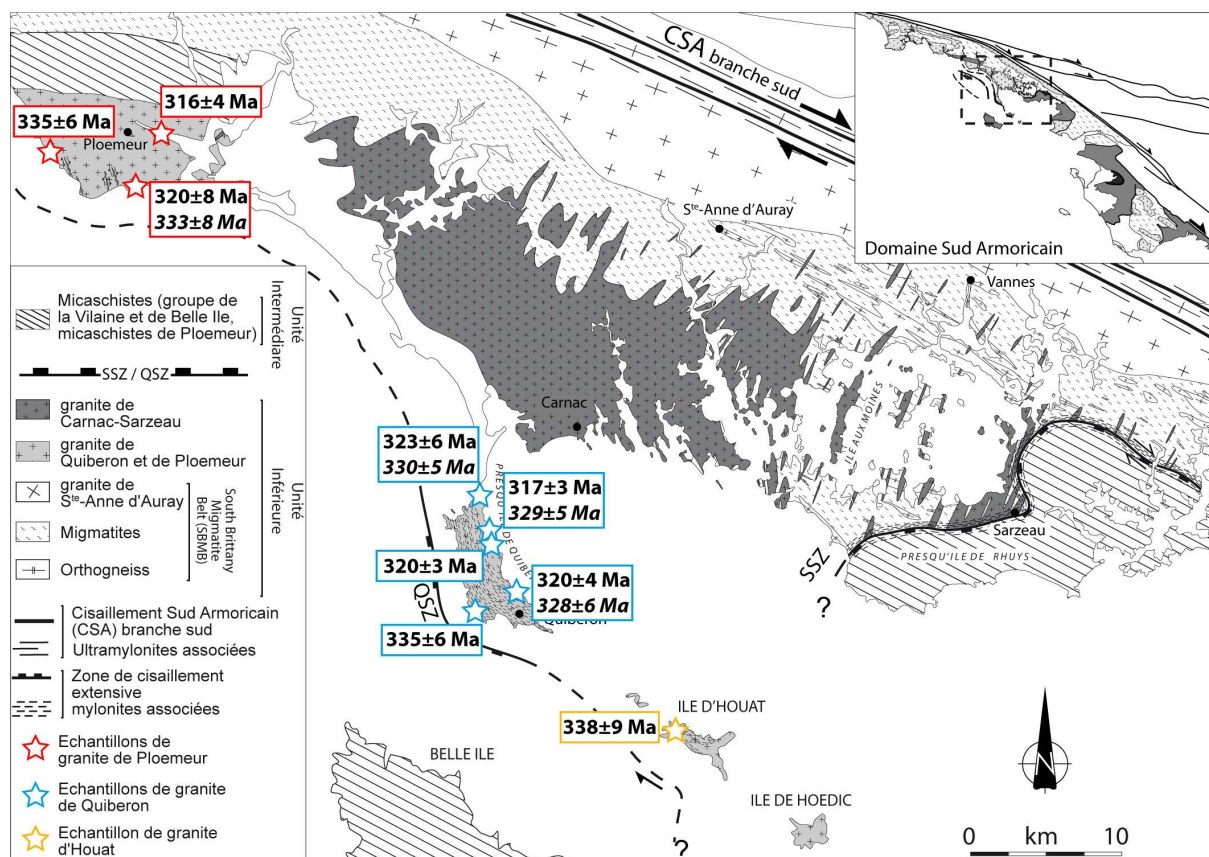 CSA branche sud
Domaine Sud Armoricain
316±4 Ma
335±6 Ma
Ploemeur
320±8 Ma
333±8 Ma
Ste-Anne d'Auray
Vannes
Carnac
ILE AUX MOINES
323±6 Ma
330±5 Ma
317±3 Ma
329±5 Ma
320±3 Ma
320±4 Ma
328±6 Ma
335±6 Ma
Quiberon
QSZ
SSZ
?
Sarzeau
PRESQU'ILE DE RHUYS
338±9 Ma
ILE D'HOUAT
BELLE ILE
ILE DE HOEDIC
?
N
0 km 10
Micaschistes (groupe de
la Vilaine et de Belle Ile,
micaschistes de Ploemeur)
Unité
Intermédiare
SSZ / QSZ
granite de
Carnac-Sarzeau
granite de
Quiberon et de Ploemeur
granite de
Ste-Anne d'Auray
Migmatites
Orthogneiss
South Brittany
Migmatite
Belt (SBMB)
Unité
Inférieure
Cisaillement Sud Armoricain
(CSA) branche sud
Ultramylonites associées
Zone de cisaillement
extensive
mylonites associées
Echantillons de
granite de Ploemeur
Echantillons de granite
de Quiberon
Echantillon de granite
d'Houat